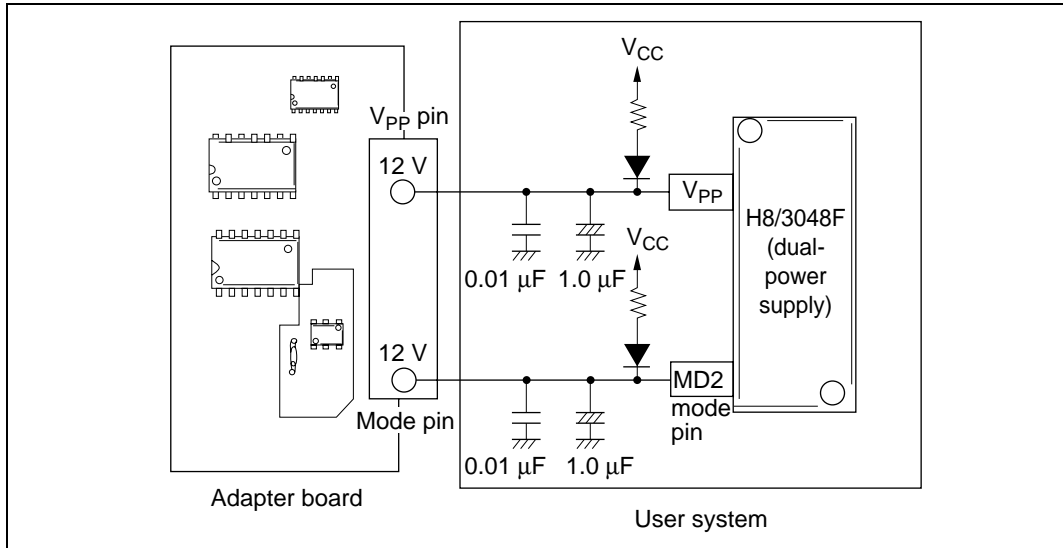 V_PP pin
12 V
12 V
Mode pin
Adapter board
V_CC
V_PP
0.01 μF
1.0 μF
V_CC
MD2
mode
pin
0.01 μF
1.0 μF
H8/3048F
(dual-
power
supply)
User system